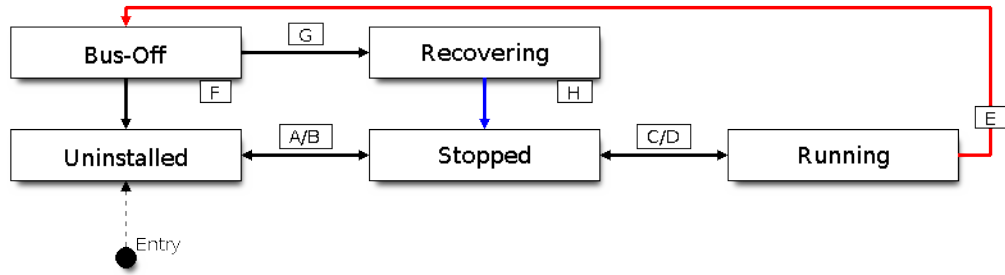 G
Bus-Off
Recovering
F
H
E
A/B
C/D
Uninstalled
Stopped
Running
Entry